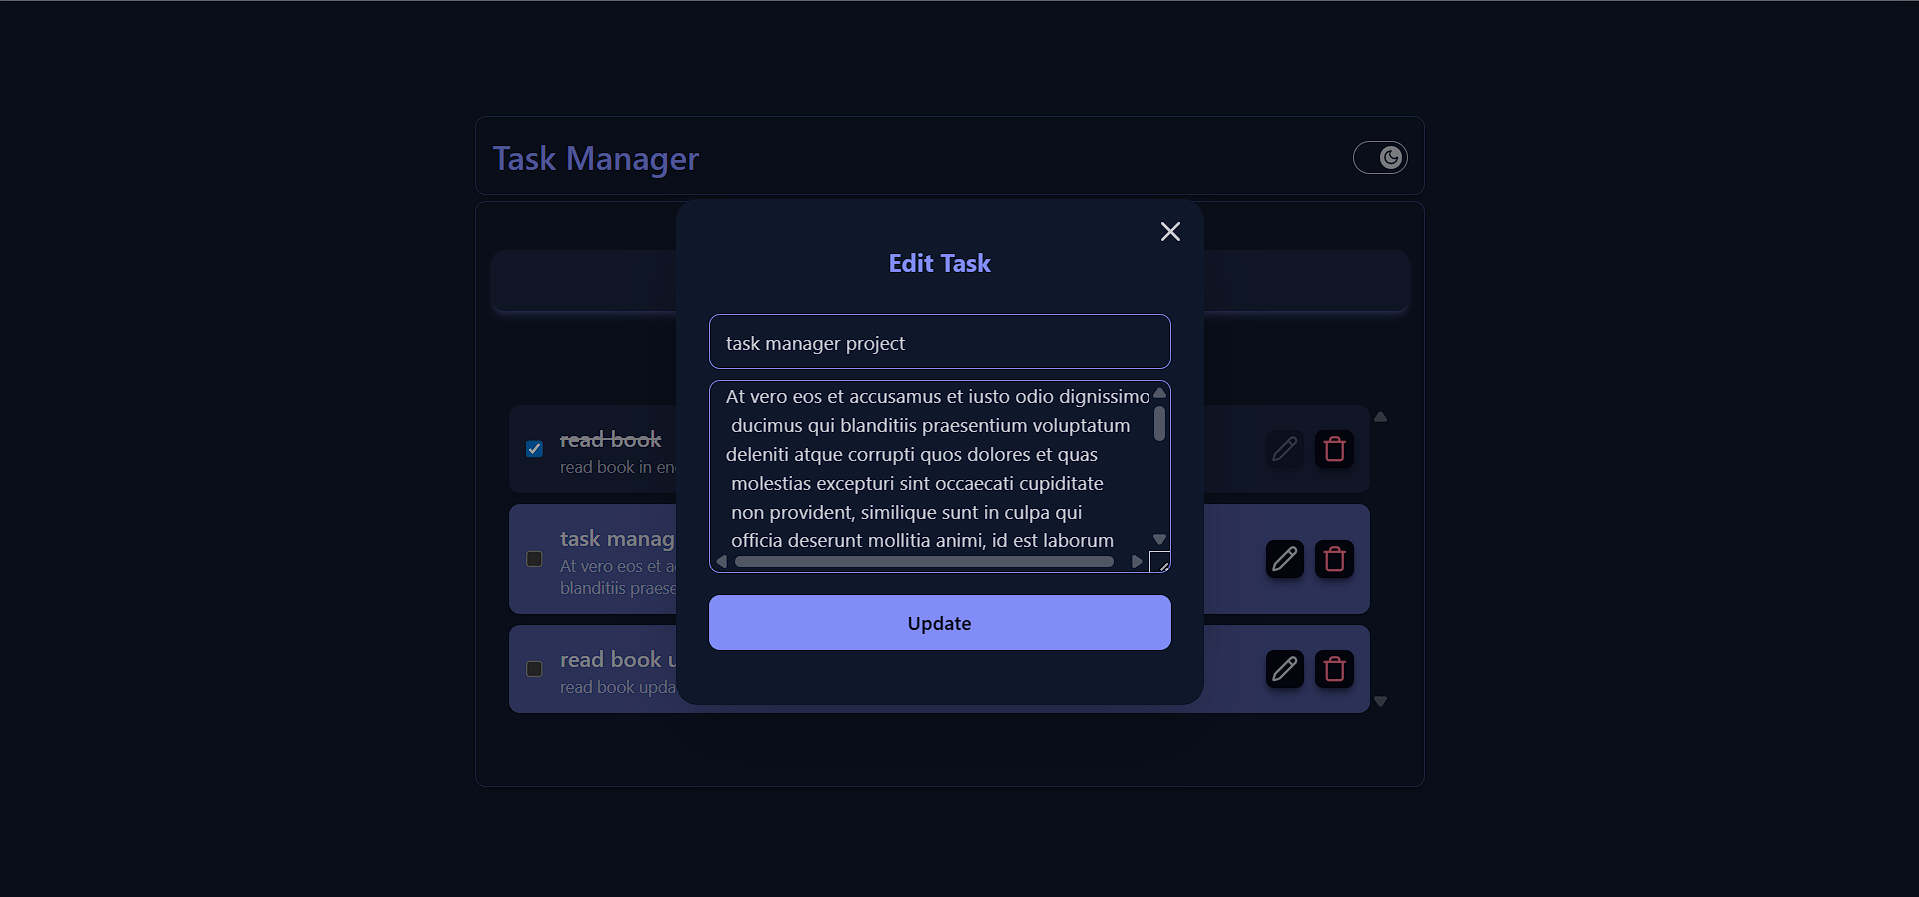 Task Manager
Edit Task
task manager project
At vero eos et accusamus et iusto odio dignissimo
ducimus qui blanditiis praesentium voluptatum
deleniti atque corrupti quos dolores et quas
molestias excepturi sint occaecati cupiditate
non provident, similique sunt in culpa qui
officia deserunt mollitia animi, id est laborum
Update
read book
read book in en
task manag
At vero eos et a
blanditiis praese
read book u
read book upda